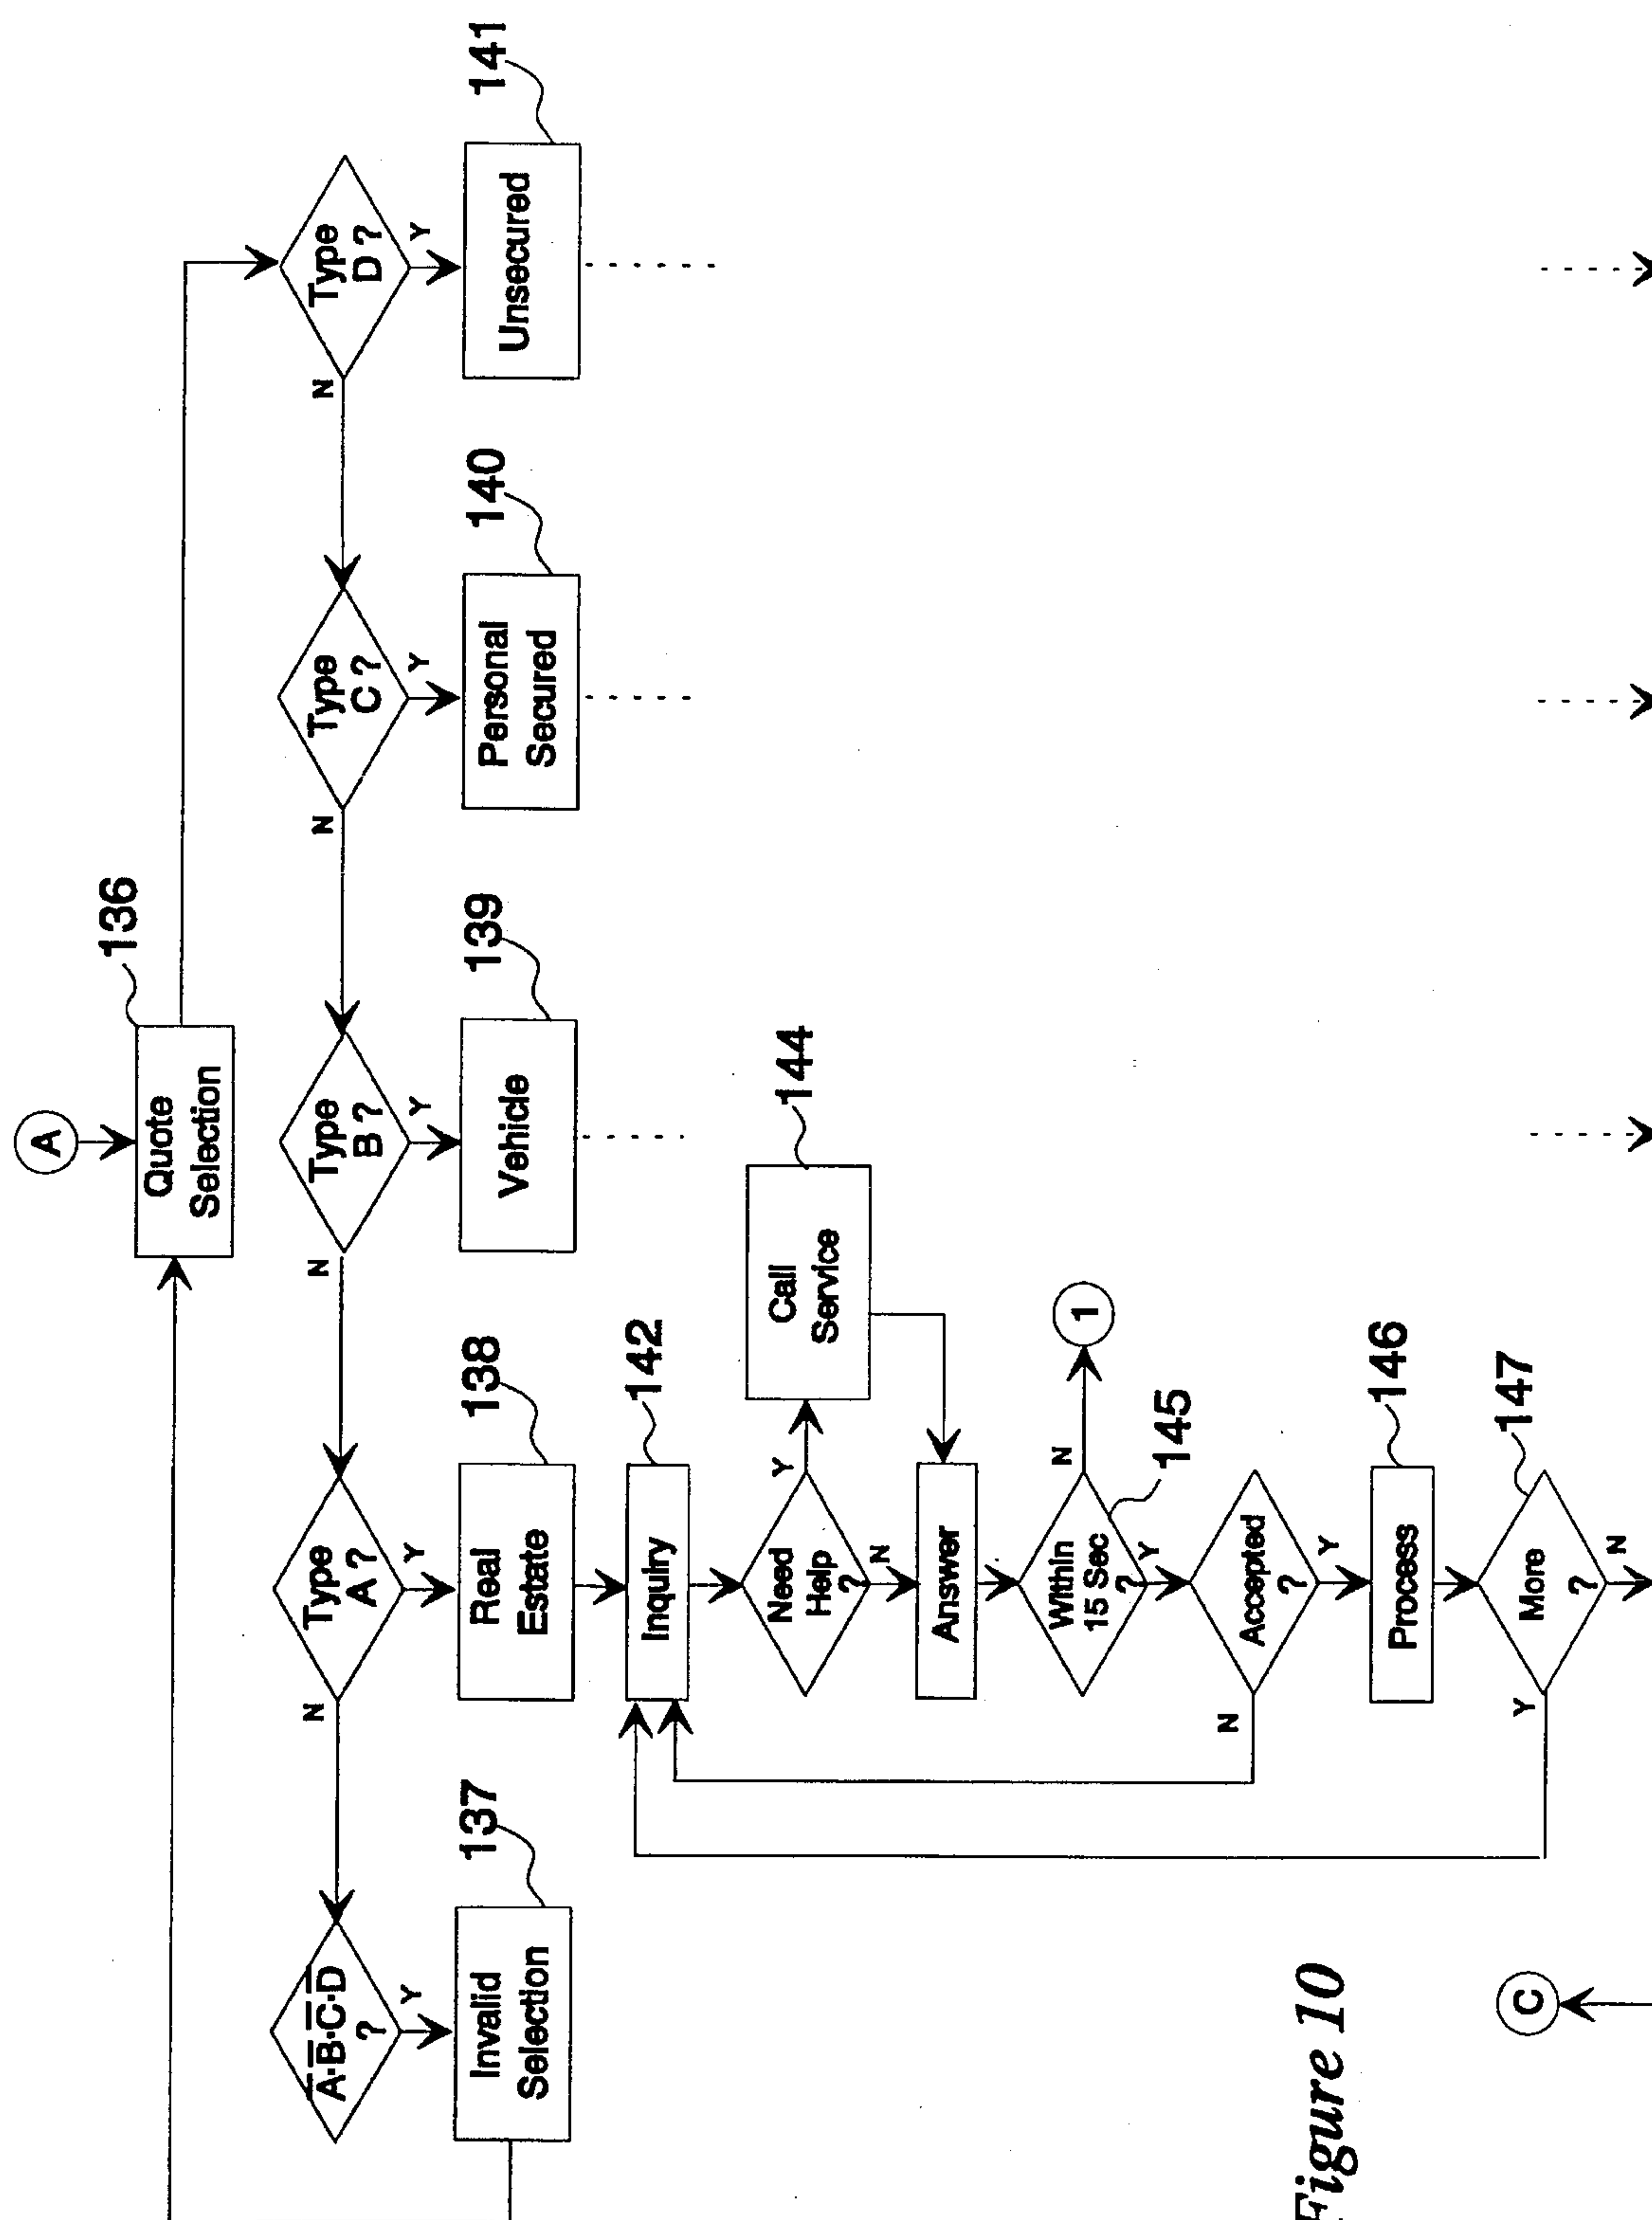 A
136
Quote
Selection
Type
D ?
N
Y
Type
C ?
N
Y
Type
B ?
N
Y
Type
A ?
N
Y
A̅·B̅·C̅·D̅
?
Y
Invalid
Selection
137
Real
Estate
138
Vehicle
139
Personal
Secured
140
Unsecured
141
Inquiry
142
Need
Help
?
Y
N
Call
Service
144
Answer
Within
15 Sec
?
N
Y
1
145
Accepted
?
N
Y
Process
146
More
?
Y
N
147
C
Figure 10